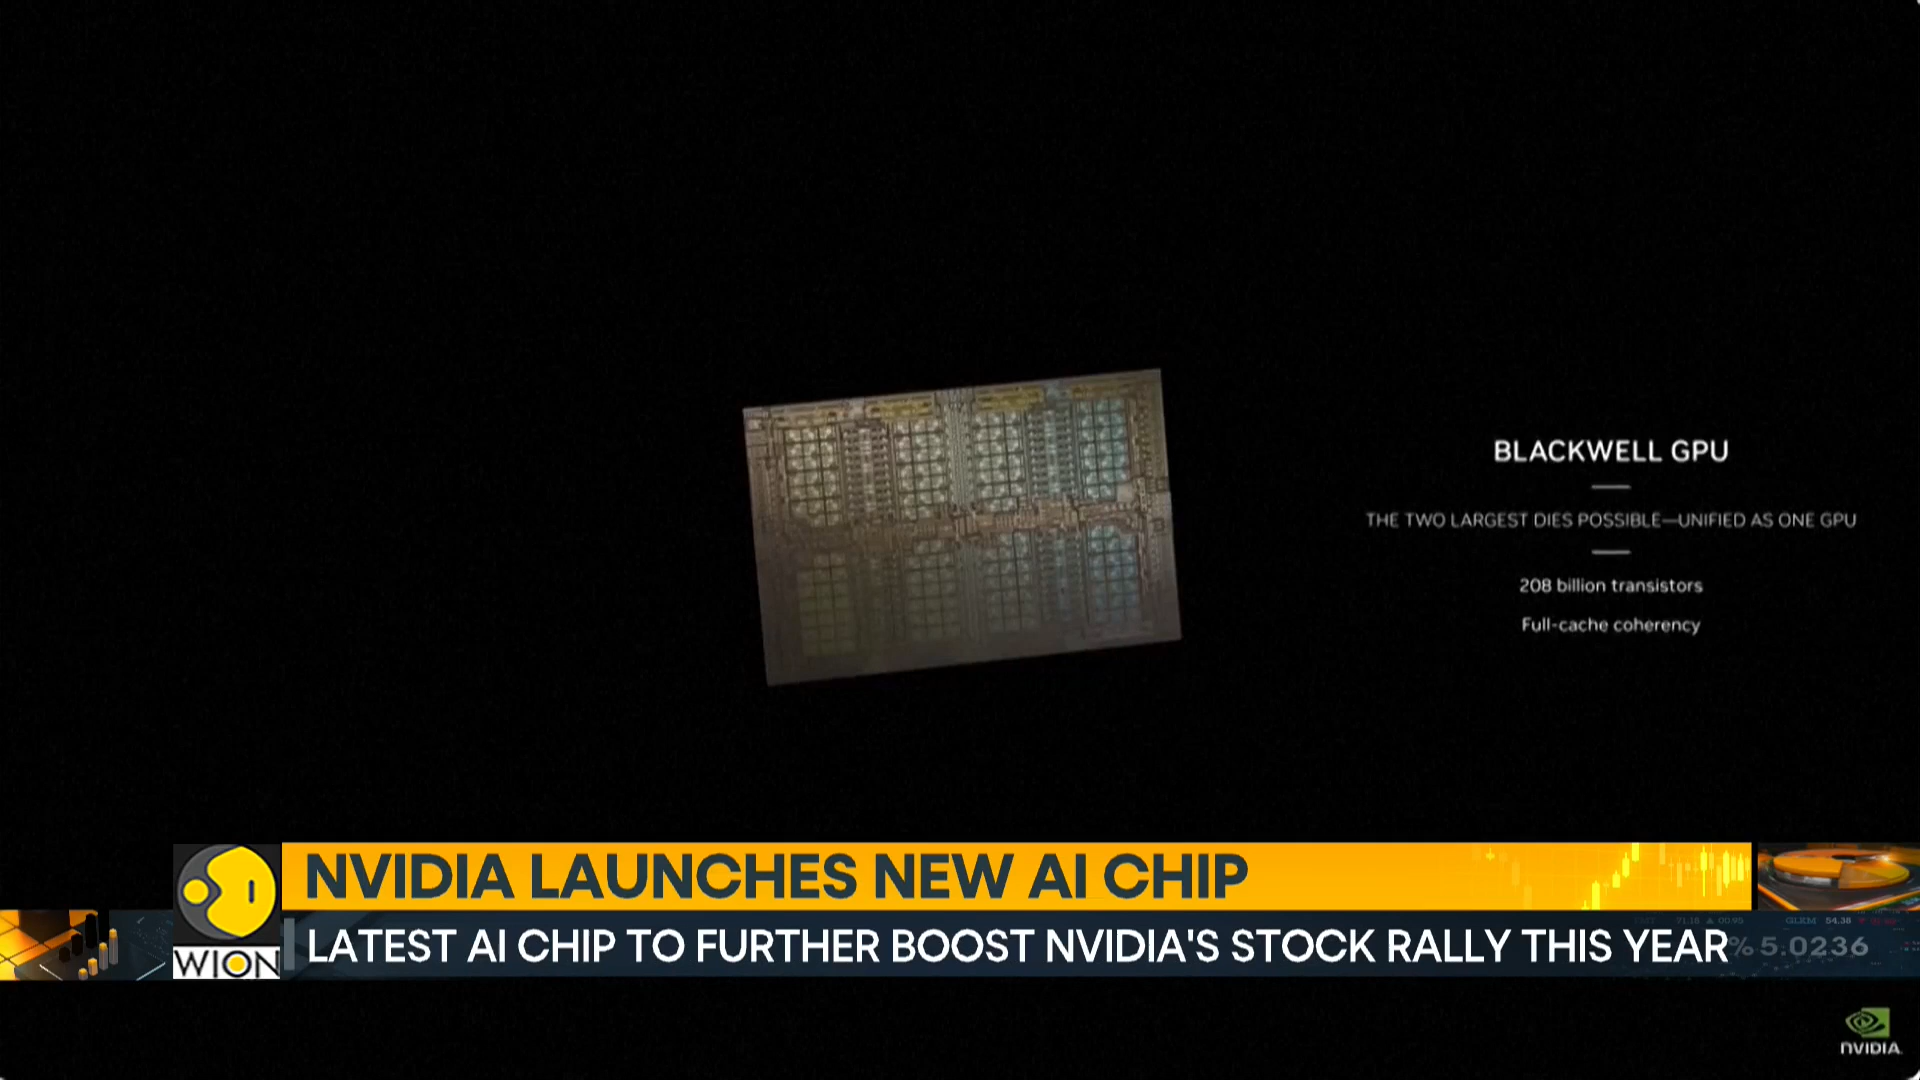 BLACKWELL GPU
THE TWO LARGEST DIES POSSIBLE—UNIFIED AS ONE GPU
208 billion transistors
Full-cache coherency
NVIDIA LAUNCHES NEW AI CHIP
LATEST AI CHIP TO FURTHER BOOST NVIDIA'S STOCK RALLY THIS YEAR
% 5.0236
WION
NVIDIA.